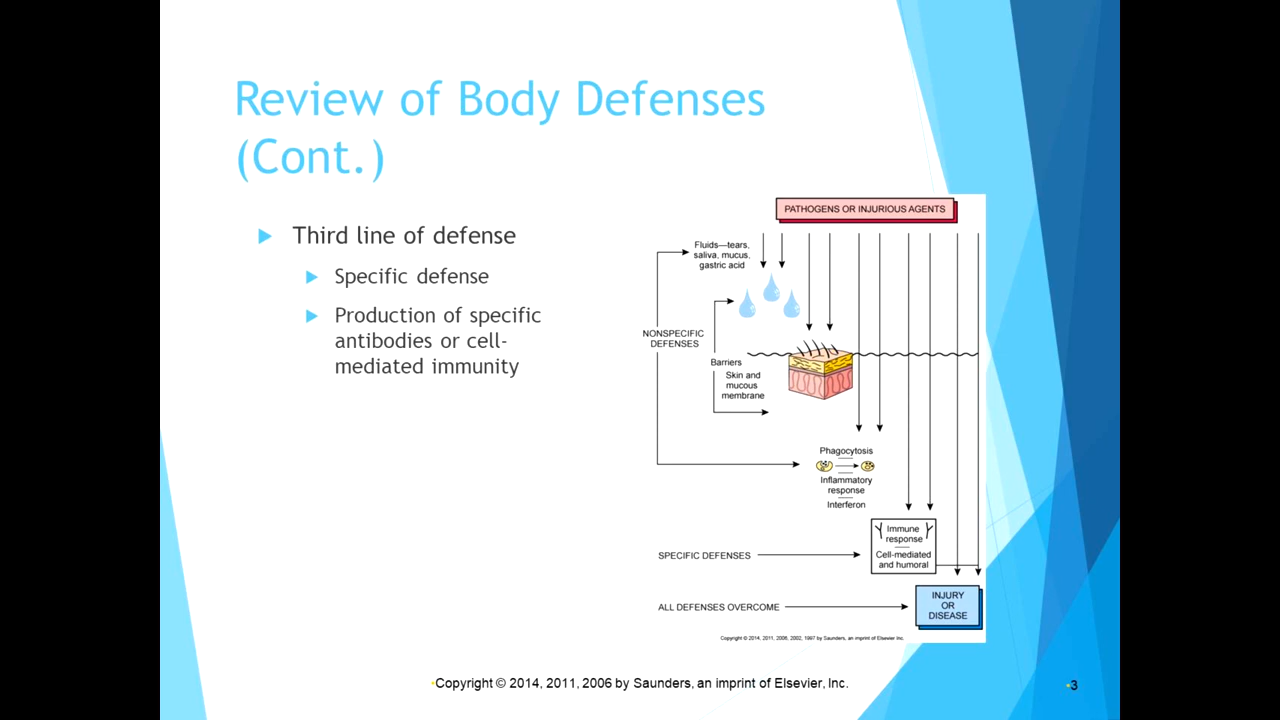 Review of Body Defenses
(Cont.)
Third line of defense
Specific defense
Production of specific
antibodies or cell-
mediated immunity
PATHOGENS OR INJURIOUS AGENTS
Fluids—tears,
saliva, mucus,
gastric acid
NONSPECIFIC
DEFENSES
Barriers
Skin and
mucous
membrane
Phagocytosis
Inflammatory
response
Interferon
Immune
response
Cell-mediated
and humoral
SPECIFIC DEFENSES
INJURY
OR
DISEASE
ALL DEFENSES OVERCOME
Copyright © 2014, 2011, 2006, 2002, 1997 by Saunders, an imprint of Elsevier Inc.
Copyright © 2014, 2011, 2006 by Saunders, an imprint of Elsevier, Inc.
3